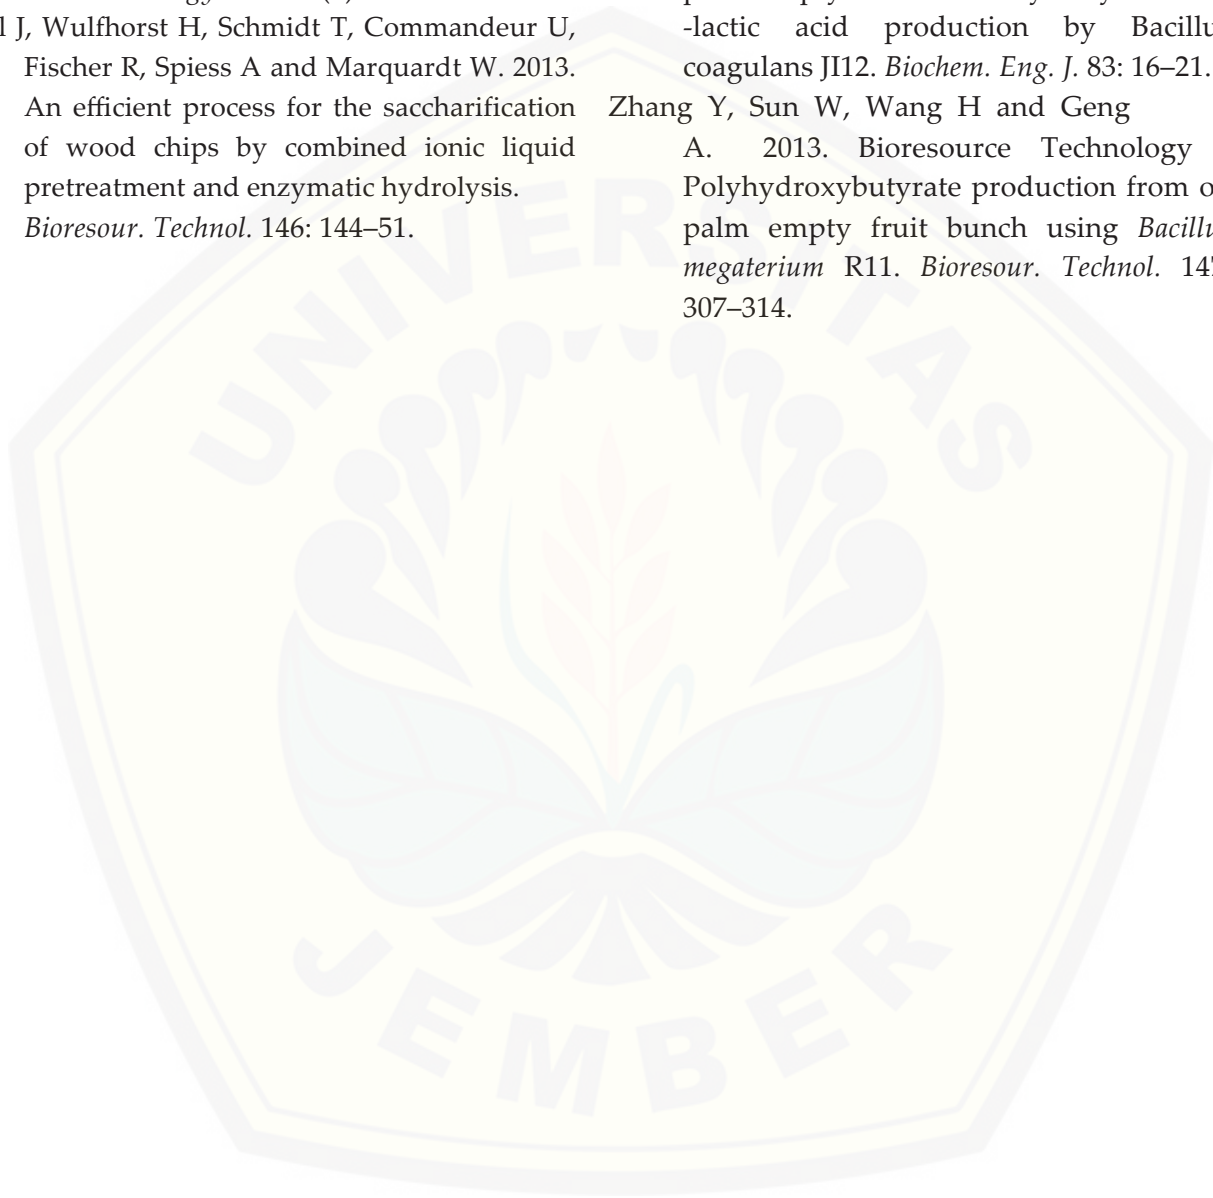 J, Wulfhorst H, Schmidt T, Commandeur U,
Fischer R, Spiess A and Marquardt W. 2013.
An efficient process for the saccharification
of wood chips by combined ionic liquid
pretreatment and enzymatic hydrolysis.
Bioresour. Technol. 146: 144–51.
-lactic acid production by
coagulans JI12. Biochem. Eng. J. 83: 16–21.
Zhang Y, Sun W, Wang H and Geng
A. 2013. Bioresource Technology
Polyhydroxybutyrate production from
palm empty fruit bunch using
megaterium R11. Bioresour. Technol.
307–314.
UNIVERSITAS
JEMBER